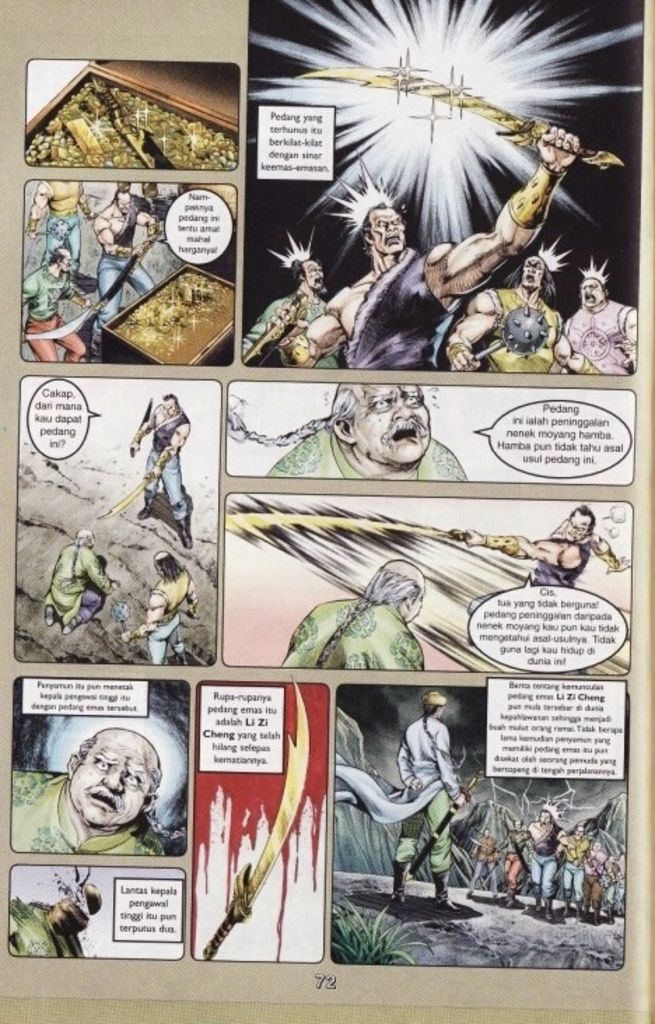 Pedang yang
terhunus itu
berkilat-kilat
dengan sinar
keemas-emasan.
Nam-
paknya
pedang ini
tentu amat
mahal
harganya!
Cakap,
dari mana
kau dapat
pedang
ini?
Pedang
ini ialah peninggalan
nenek moyang hamba.
Hamba pun tidak tahu asal
usul pedang ini.
Cis,
tua yang tidak berguna!
pedang peninggalan daripada
nenek moyang kau pun kau tidak
mengetahui asal-usulnya. Tidak
guna lagi kau hidup di
dunia ini!
Penyamun itu pun menetak
kepala pengawai tinggi itu
dengan pedang emas tersebut.
Lantas kepala
pengawal
tinggi itu pun
terputus dua.
Rupa-rupanya
pedang emas itu
adalah Li Zi
Cheng yang telah
hilang selepas
kematiannya.
Berita tentang kemunculan
pedang emas Li Zi Cheng
pun mula tersebar di dunia
kepahlawanan sehingga menjadi
buah mulut orang ramai. Tidak berapa
lama kemudian penyamun yang
memiliki pedang emas itu pun
disekat oleh seorang pemuda yang
bertopeng di tengah perjalanannya.
72